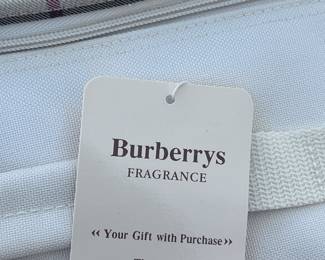 Burberrys
FRAGRANCE
‹‹ Your Gift with Purchase ››